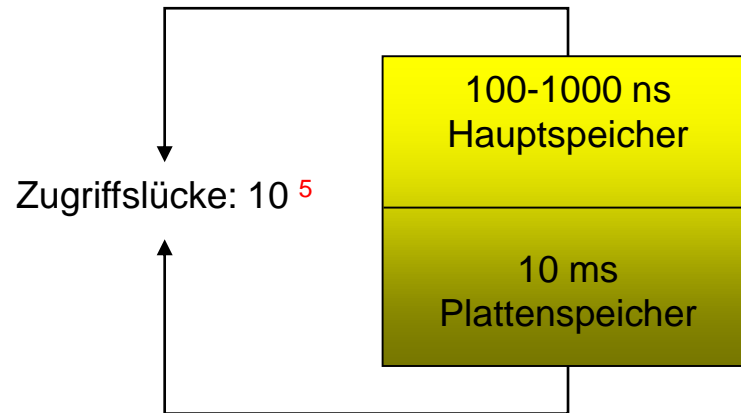 100-1000 ns
Hauptspeicher
Zugriffslücke: 10 5
10 ms
Plattenspeicher